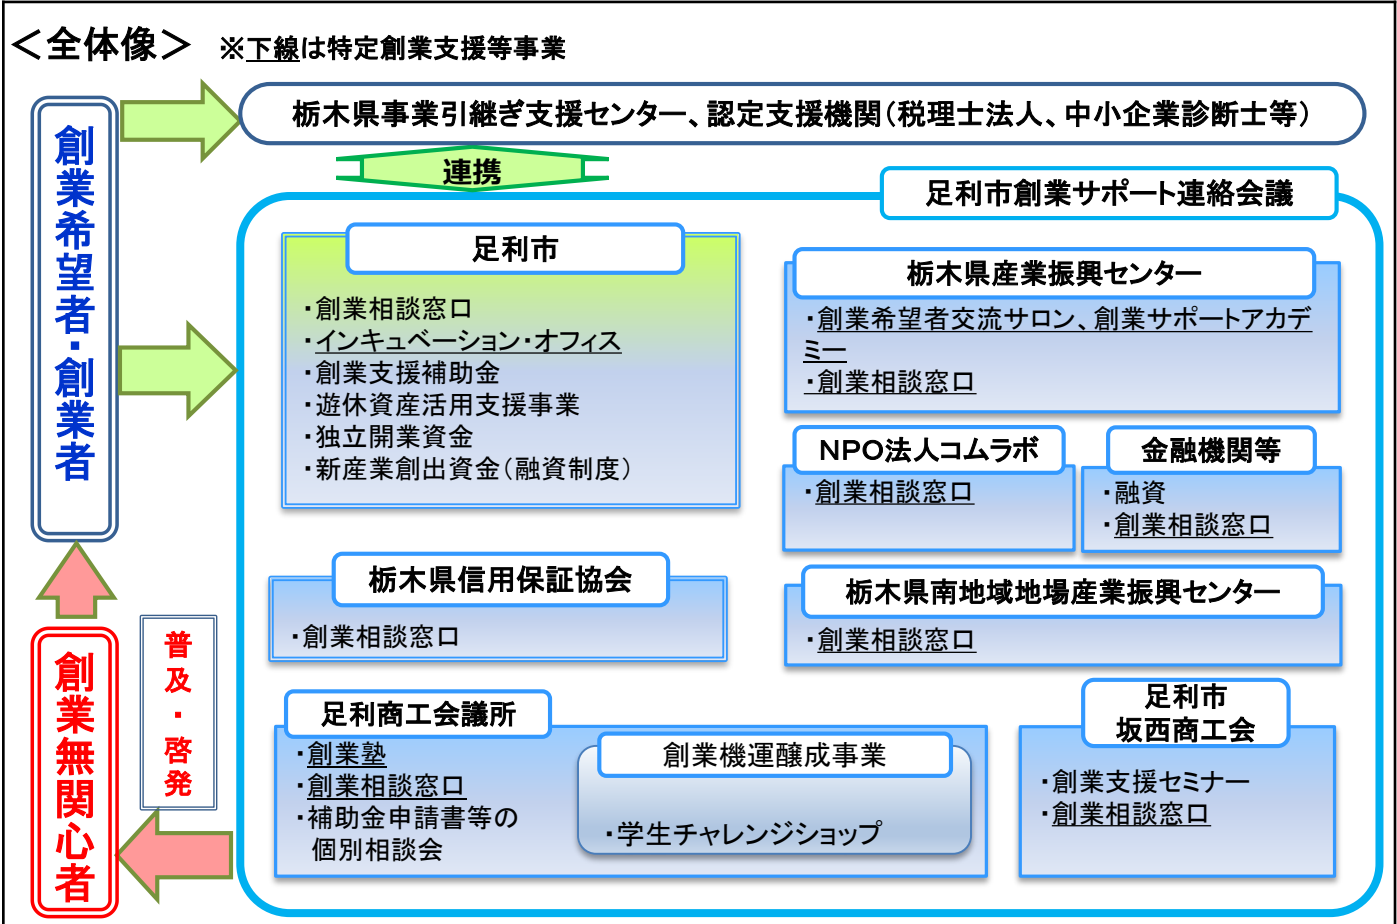 ＜全体像＞ ※下線は特定創業支援等事業
創業希望者・創業者
栃木県事業引継ぎ支援センター、認定支援機関（税理士法人、中小企業診断士等）
連携
足利市創業サポート連絡会議
足利市
・創業相談窓口
・インキュベーション・オフィス
・創業支援補助金
・遊休資産活用支援事業
・独立開業資金
・新産業創出資金（融資制度）
栃木県産業振興センター
・創業希望者交流サロン、創業サポートアカデ
ミー
・創業相談窓口
NPO法人コムラボ
・創業相談窓口
金融機関等
・融資
・創業相談窓口
栃木県信用保証協会
・創業相談窓口
栃木県南地域地場産業振興センター
・創業相談窓口
足利商工会議所
・創業塾
・創業相談窓口
・補助金申請書等の
個別相談会
創業機運醸成事業
・学生チャレンジショップ
足利市
坂西商工会
・創業支援セミナー
・創業相談窓口
普及・啓発
創業無関心者